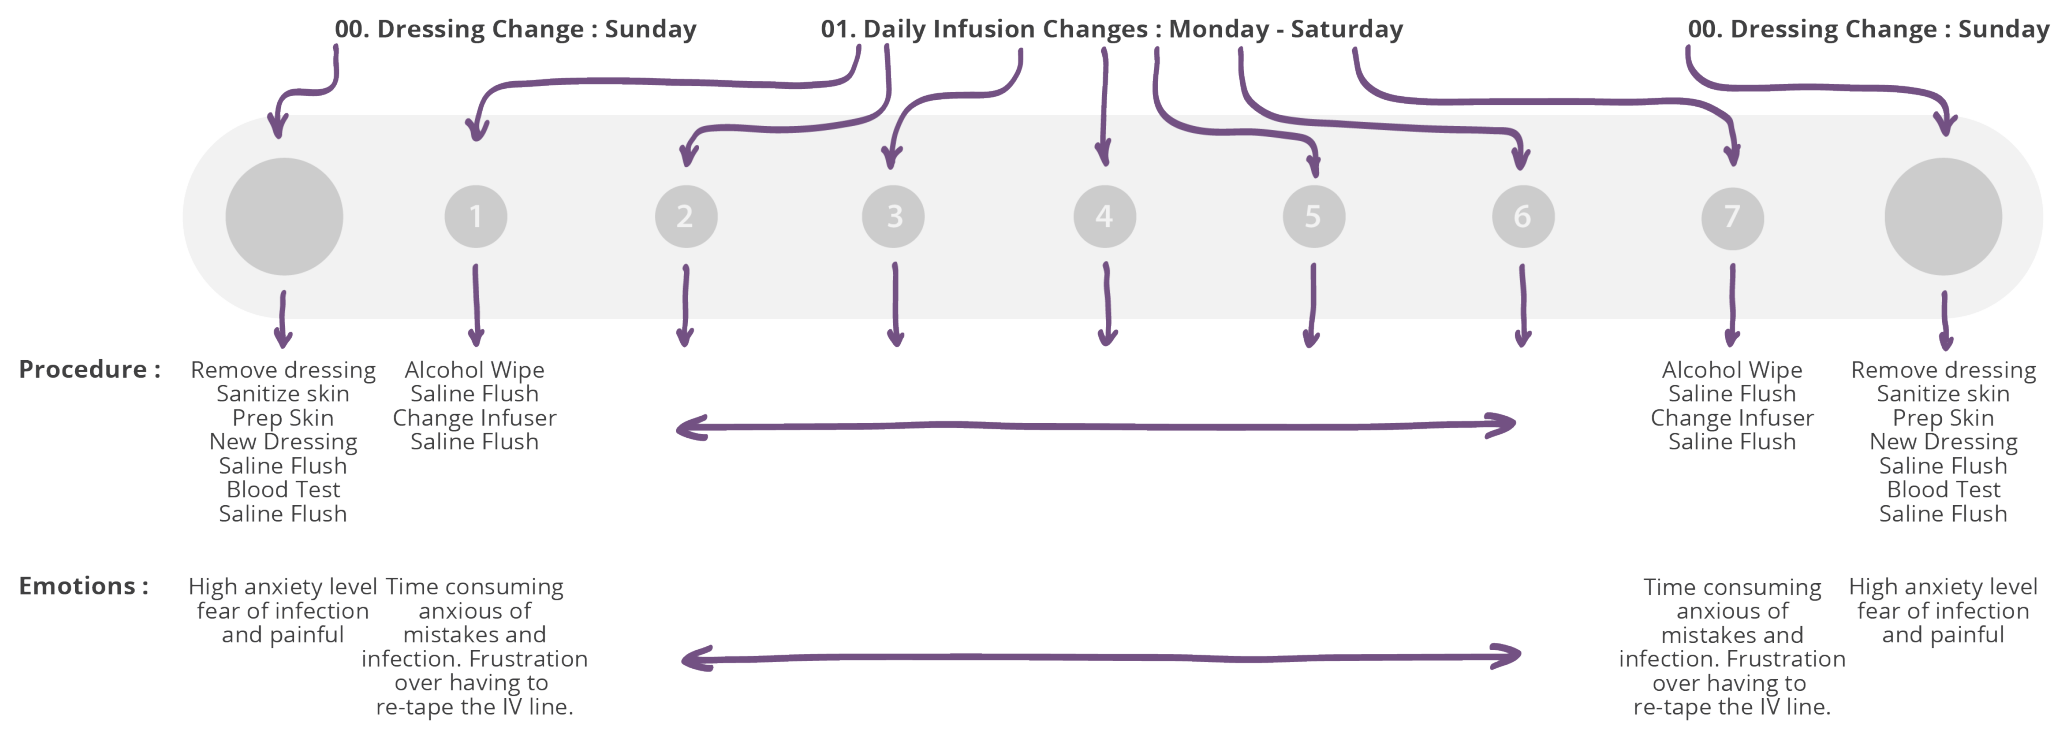 00. Dressing Change : Sunday
01. Daily Infusion Changes : Monday - Saturday
00. Dressing Change : Sunday
1
2
3
4
5
6
7
Procedure :
Remove dressing
Sanitize skin
Prep Skin
New Dressing
Saline Flush
Blood Test
Saline Flush
Alcohol Wipe
Saline Flush
Change Infuser
Saline Flush
Alcohol Wipe
Saline Flush
Change Infuser
Saline Flush
Remove dressing
Sanitize skin
Prep Skin
New Dressing
Saline Flush
Blood Test
Saline Flush
Emotions :
High anxiety level
fear of infection
and painful
Time consuming
anxious of
mistakes and
infection. Frustration
over having to
re-tape the IV line.
Time consuming
anxious of
mistakes and
infection. Frustration
over having to
re-tape the IV line.
High anxiety level
fear of infection
and painful